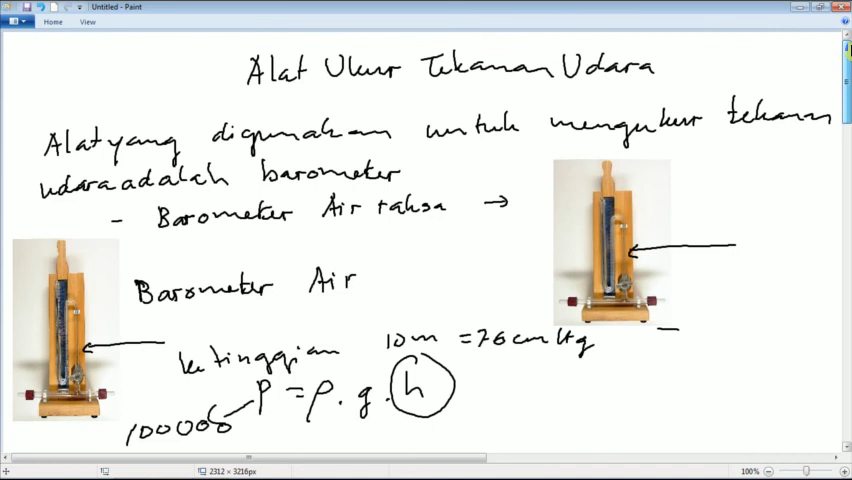 Untitled - Paint
Home View
Alat Ukur Tekanan Udara
Alat yang digunakan untuk mengukur tekanan
udara adalah barometer
- Barometer Air raksa →
Barometer Air
ketinggian 10 m = 76 cm Hg
P = ρ . g . h
100000
2312 × 3216px
100%